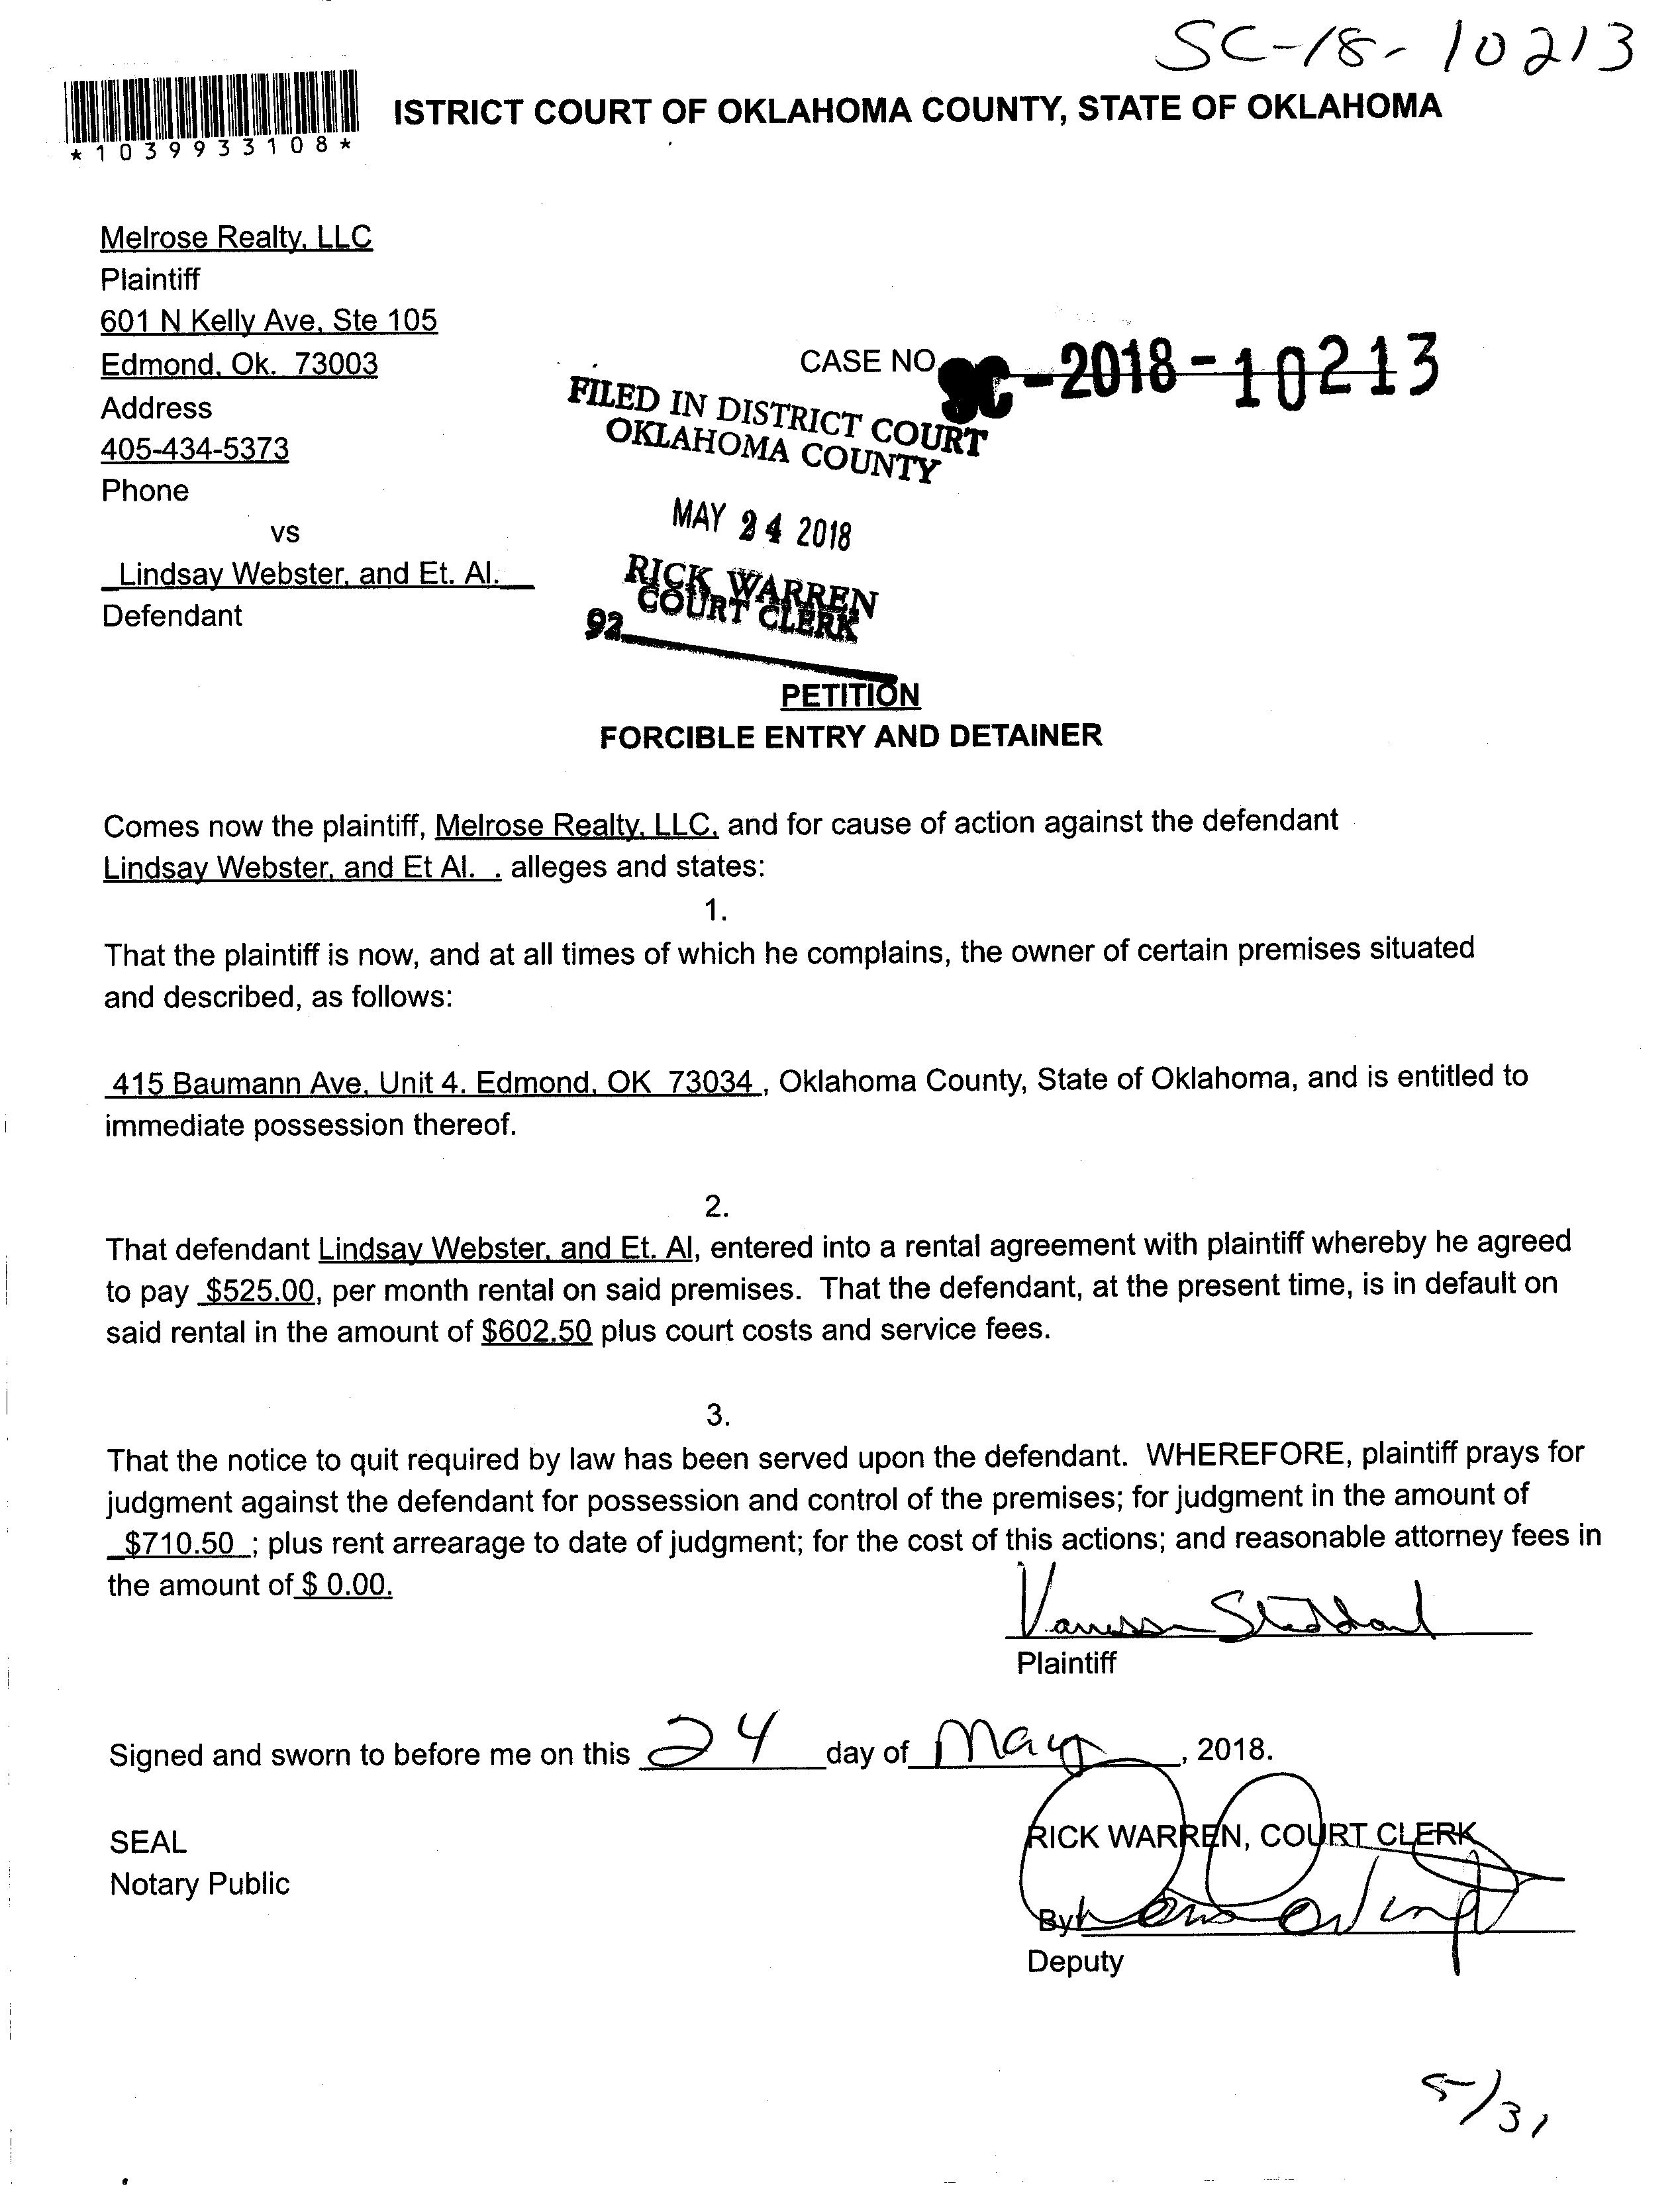 SC-18-10213
ISTRICT COURT OF OKLAHOMA COUNTY, STATE OF OKLAHOMA
*1039933108*
Melrose Realty, LLC
Plaintiff
601 N Kelly Ave, Ste 105
Edmond, Ok. 73003
Address
405-434-5373
Phone
vs
Lindsay Webster, and Et. Al.
Defendant
CASE NO. SC-2018-10213
FILED IN DISTRICT COURT
OKLAHOMA COUNTY
MAY 24 2018
RICK WARREN
COURT CLERK
92
PETITION
FORCIBLE ENTRY AND DETAINER
Comes now the plaintiff, Melrose Realty, LLC, and for cause of action against the defendant
Lindsay Webster, and Et Al. . alleges and states:
1.
That the plaintiff is now, and at all times of which he complains, the owner of certain premises situated
and described, as follows:
415 Baumann Ave, Unit 4. Edmond, OK 73034 , Oklahoma County, State of Oklahoma, and is entitled to
immediate possession thereof.
2.
That defendant Lindsay Webster, and Et. Al, entered into a rental agreement with plaintiff whereby he agreed
to pay $525.00, per month rental on said premises. That the defendant, at the present time, is in default on
said rental in the amount of $602.50 plus court costs and service fees.
3.
That the notice to quit required by law has been served upon the defendant. WHEREFORE, plaintiff prays for
judgment against the defendant for possession and control of the premises; for judgment in the amount of
$710.50 ; plus rent arrearage to date of judgment; for the cost of this actions; and reasonable attorney fees in
the amount of $ 0.00.
Vanessa
Plaintiff
Signed and sworn to before me on this 24 day of May, 2018.
SEAL
Notary Public
RICK WARREN, COURT CLERK
By
Deputy
5/31